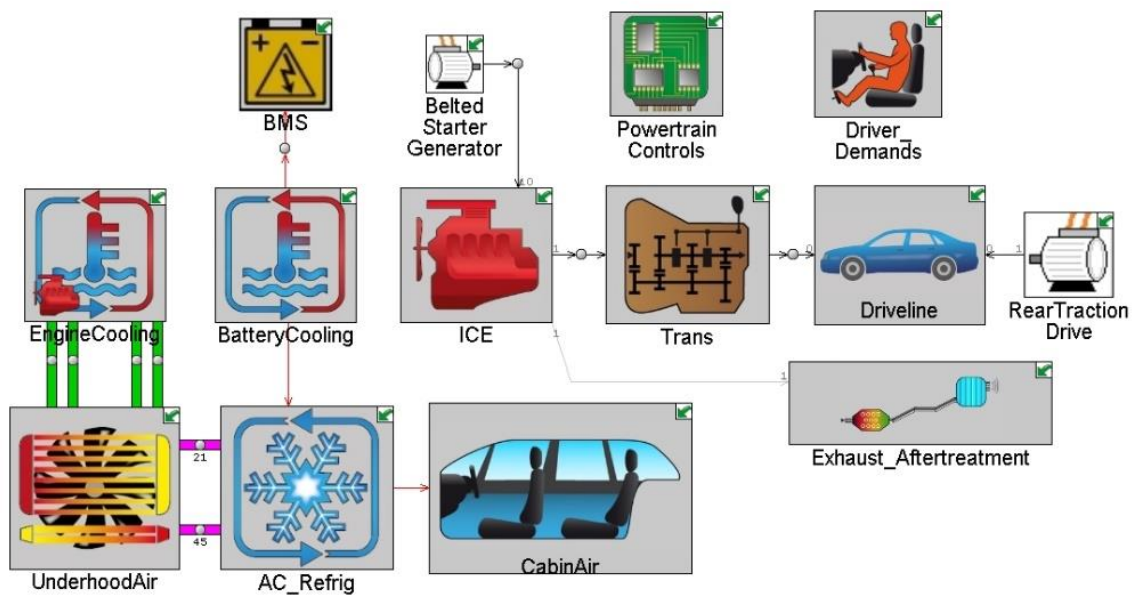 + -
BMS
Belted
Starter
Generator
Powertrain
Controls
Driver_
Demands
0
EngineCooling
BatteryCooling
ICE
1
Trans
0
Driveline
0
1
RearTraction
Drive
1
1
Exhaust_Aftertreatment
UnderhoodAir
21
45
AC_Refrig
CabinAir